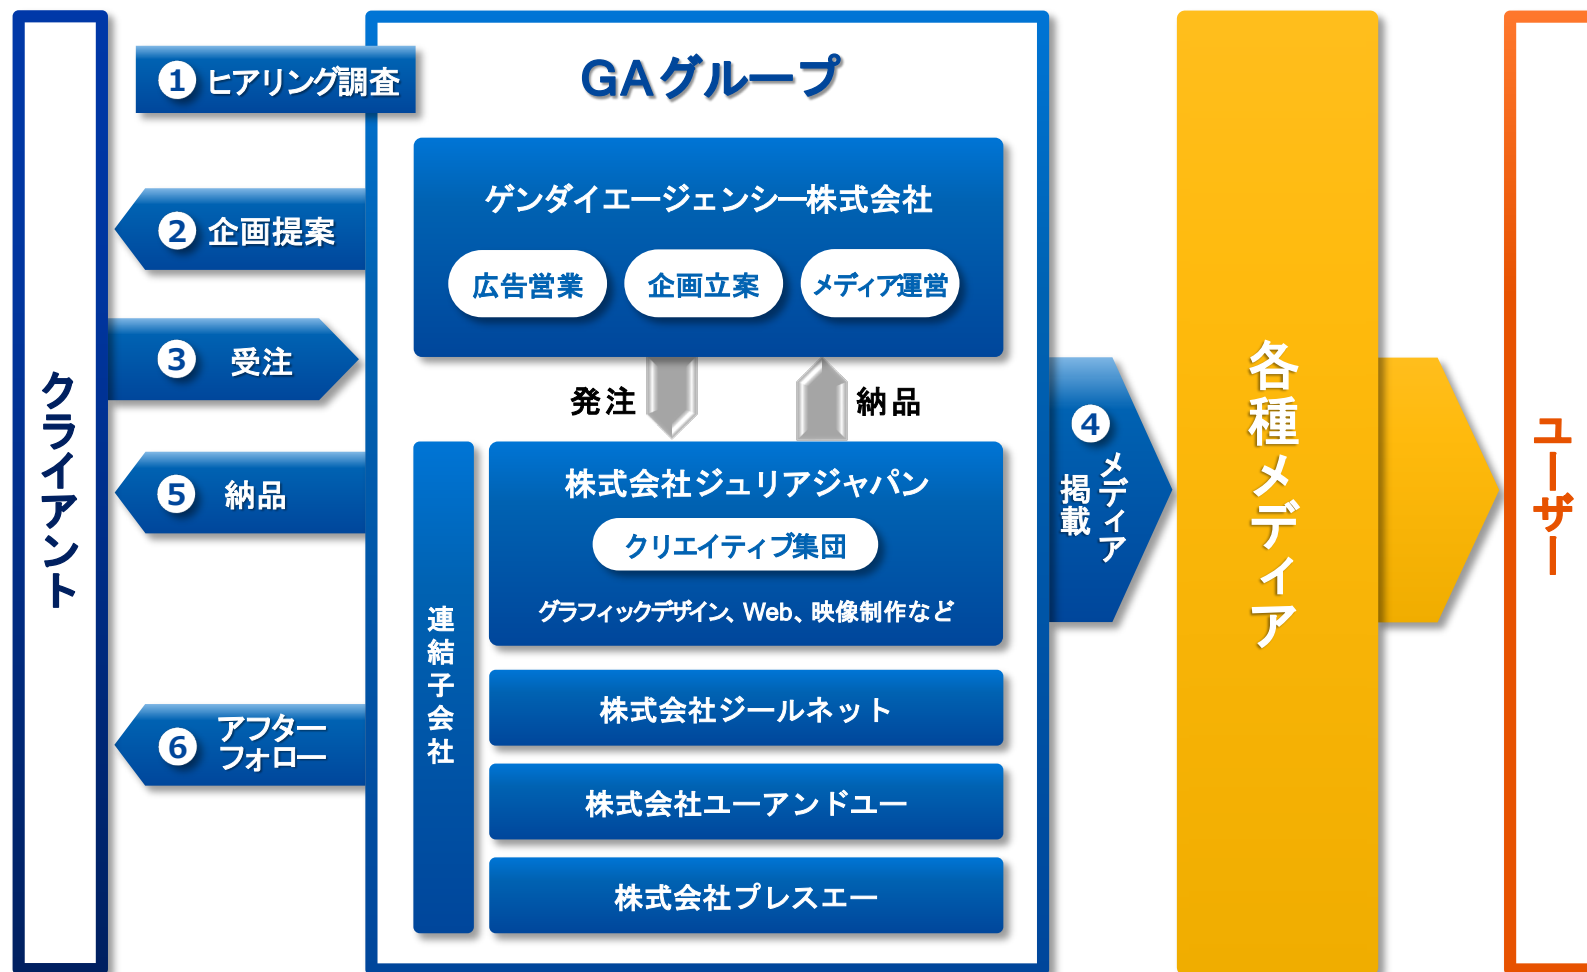 クライアント
❶ヒアリング調査
❷企画提案
❸ 受注
❺ 納品
❻ アフター
フォロー
GAグループ
ゲンダイエージェンシー株式会社
広告営業
企画立案
メディア運営
発注
納品
連結子会社
株式会社ジュリアジャパン
クリエイティブ集団
グラフィックデザイン、Web、映像制作など
株式会社ジールネット
株式会社ユーアンドユー
株式会社プレスエー
❹
メディア
掲載
各種メディア
ユーザー